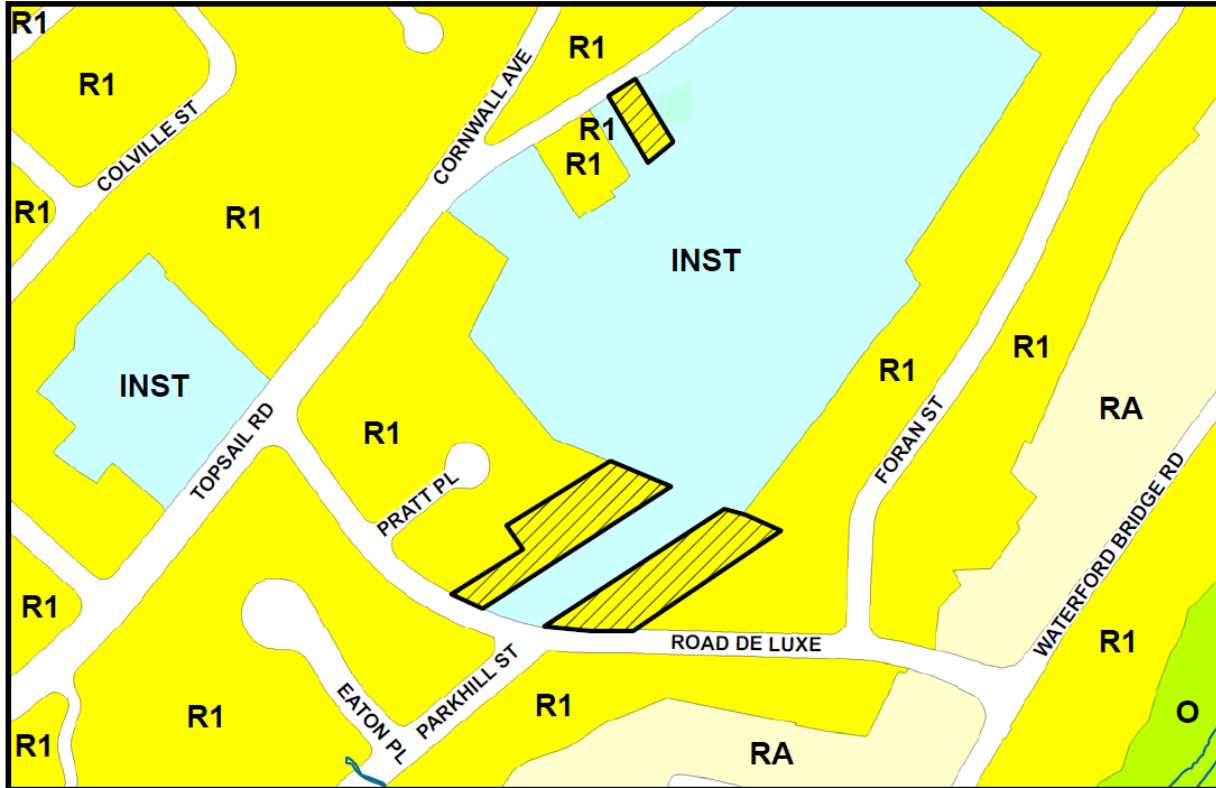 R1
R1
R1
CORNWALL AVE
COLVILLE ST
R1
R1
R1
R1
INST
INST
R1
R1
RA
TOPSAIL RD
R1
PRATT PL
FORAN ST
WATERFORD BRIDGE RD
R1
ROAD DE LUXE
R1
PARKHILL ST
EATON PL
R1
R1
R1
RA
O